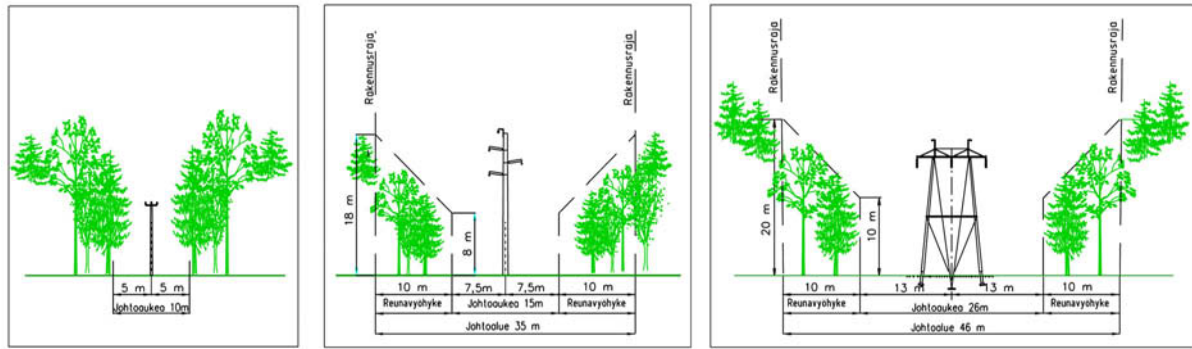 5 m 5 m
Johtoaukea 10m
Rakennusraja
Rakennusraja
18 m
8 m
10 m 7,5m 7,5m 10 m
Reunavyöhyke Johtoaukea 15m Reunavyöhyke
Johtoalue 35 m
Rakennusraja
Rakennusraja
20 m
10 m
10 m 13 m 13 m 10 m
Reunavyöhyke Johtoaukea 26m Reunavyöhyke
Johtoalue 46 m